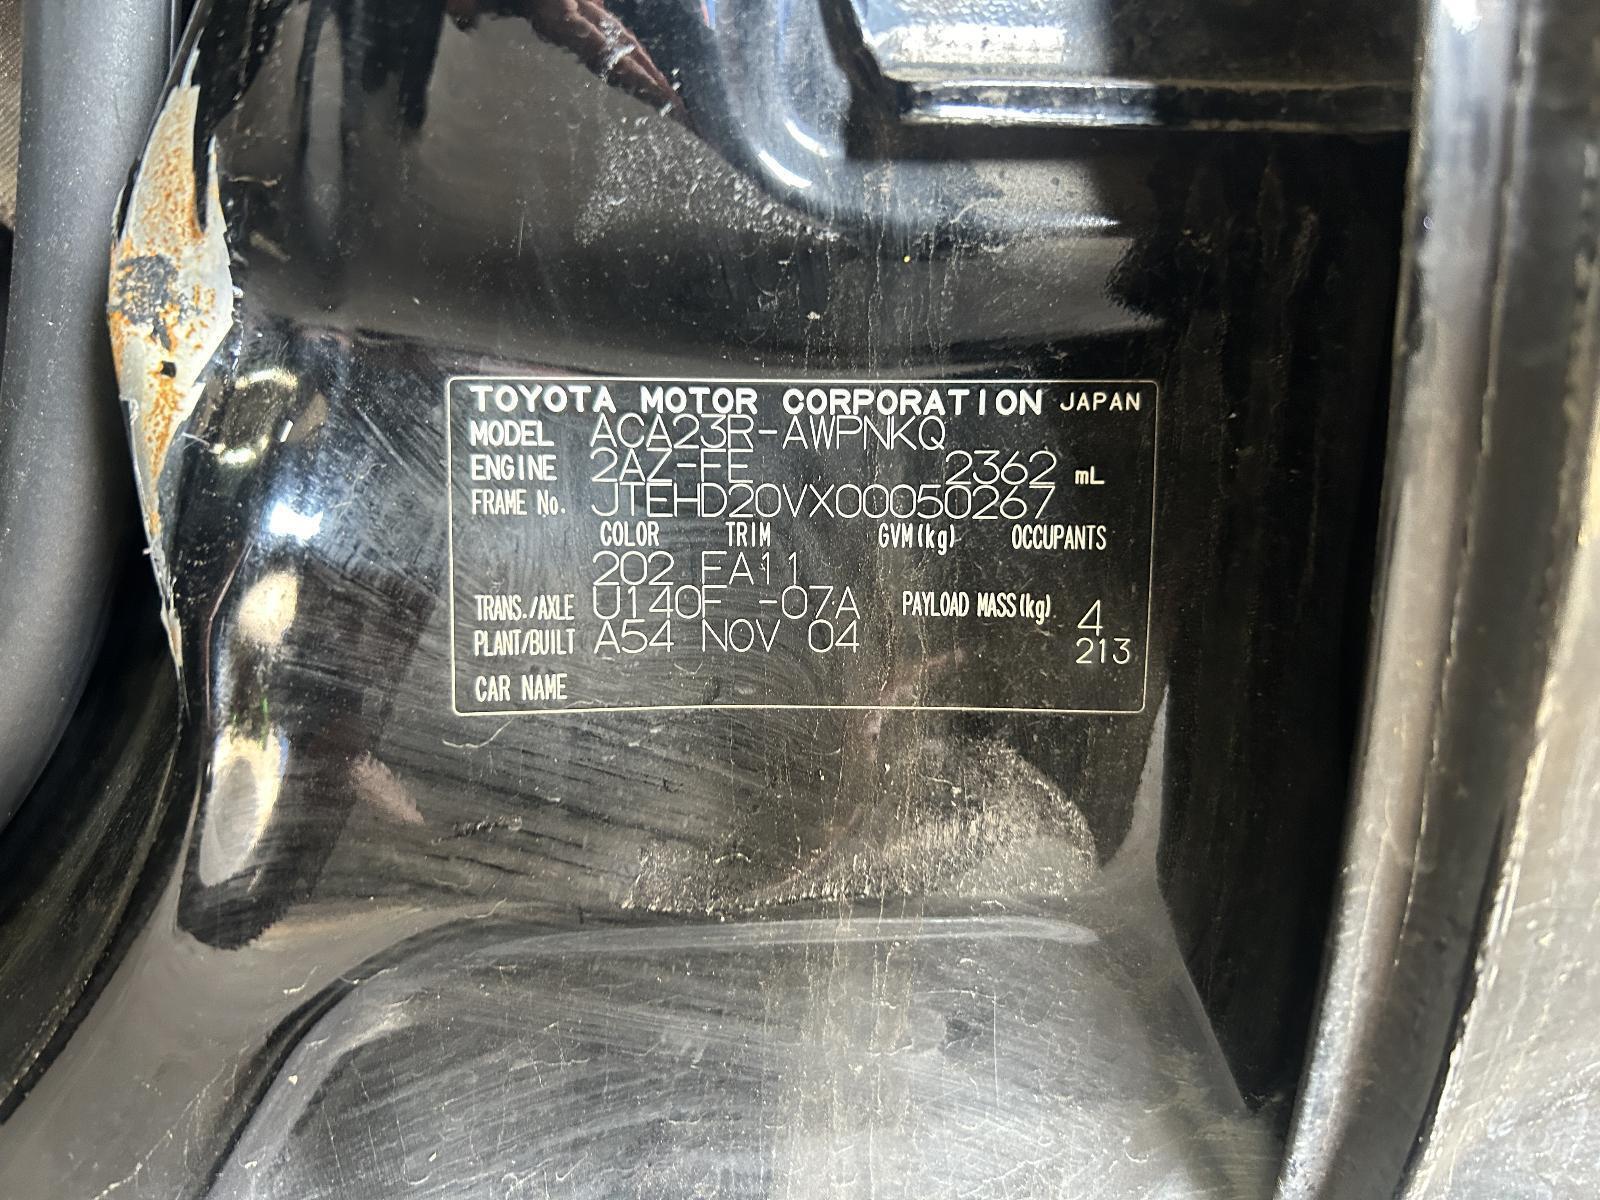 TOYOTA MOTOR CORPORATION JAPAN
MODEL ACA23R-AWPNKQ
ENGINE 2AZ-FE 2362 mL
FRAME No. JTEHD20VX00050267
COLOR TRIM GVM(kg) OCCUPANTS
202 FA11
TRANS./AXLE U140F -07A PAYLOAD MASS(kg) 4
PLANT/BUILT A54 NOV 04 213
CAR NAME